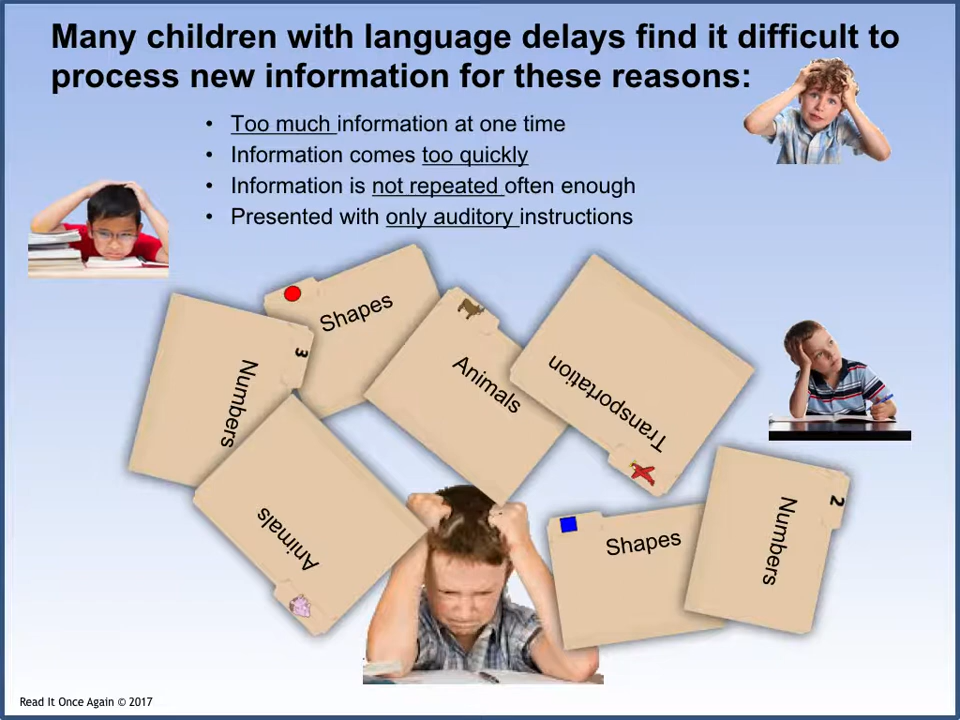 Many children with language delays find it difficult to
process new information for these reasons:
• Too much information at one time
• Information comes too quickly
• Information is not repeated often enough
• Presented with only auditory instructions
Shapes
3
Numbers
Animals
Transportation
Animals
Shapes
2
Numbers
Read It Once Again © 2017